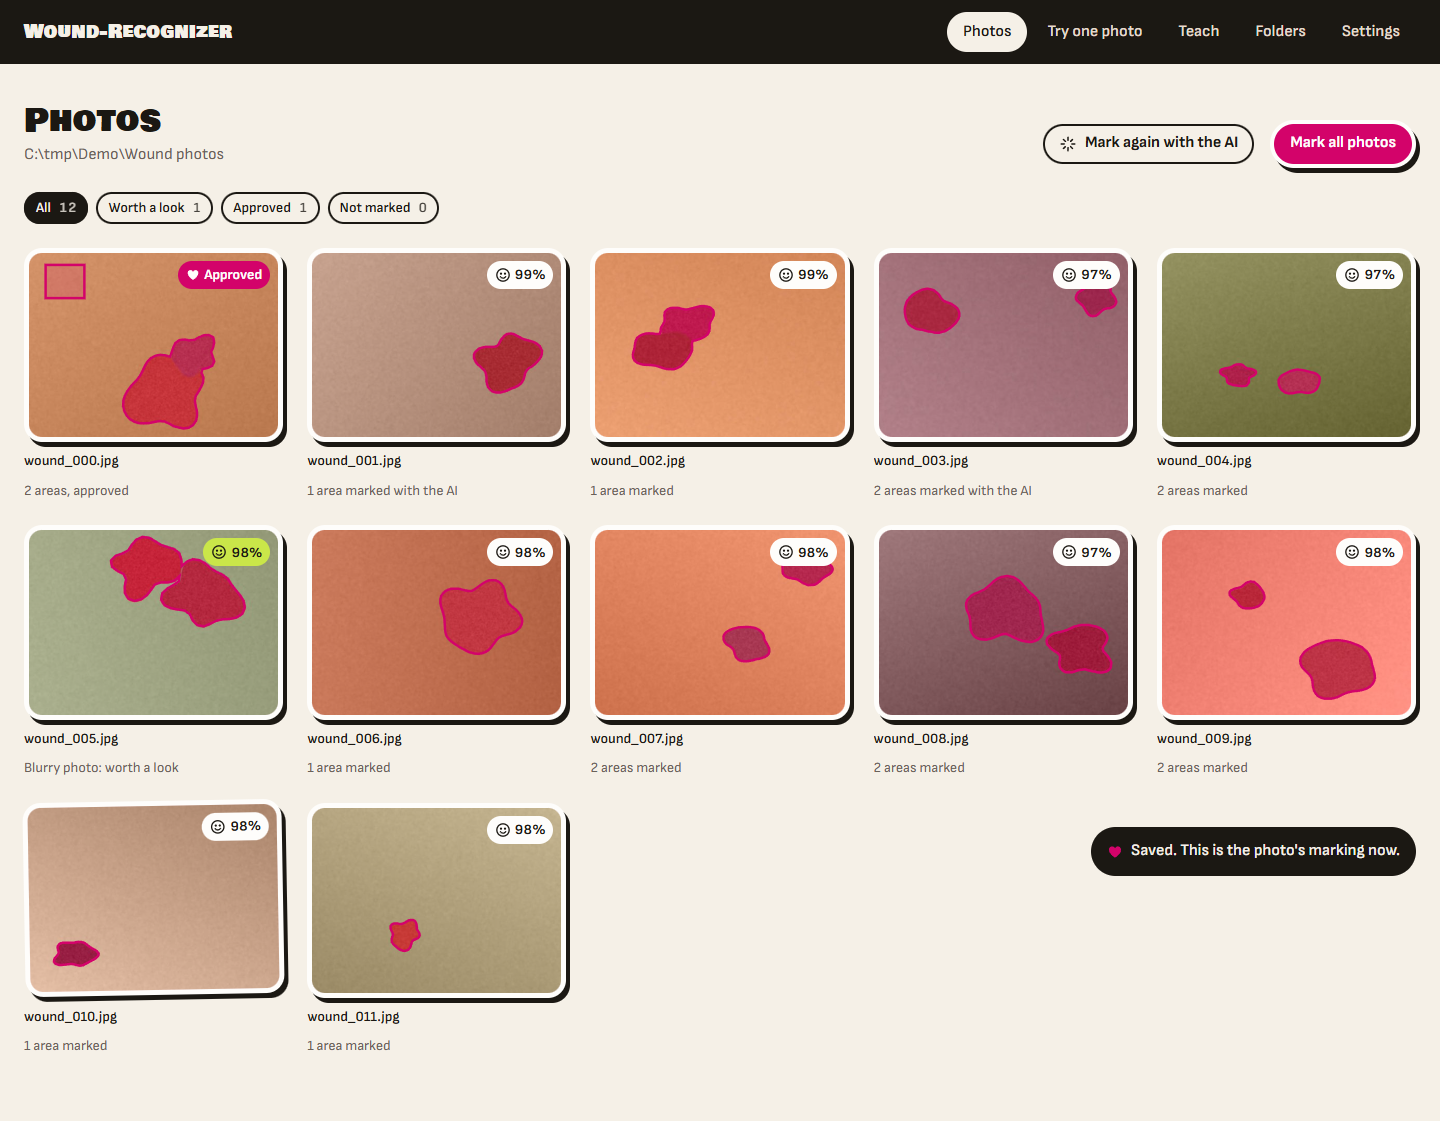 Wound-Recognizer
Photos
Try one photo
Teach
Folders
Settings
Photos
C:\tmp\Demo\Wound photos
Mark again with the AI
Mark all photos
All 12
Worth a look 1
Approved 1
Not marked 0
Approved
99%
99%
97%
97%
wound_000.jpg
wound_001.jpg
wound_002.jpg
wound_003.jpg
wound_004.jpg
2 areas, approved
1 area marked with the AI
1 area marked
2 areas marked with the AI
2 areas marked
98%
98%
98%
97%
98%
wound_005.jpg
wound_006.jpg
wound_007.jpg
wound_008.jpg
wound_009.jpg
Blurry photo: worth a look
1 area marked
2 areas marked
2 areas marked
2 areas marked
98%
98%
Saved. This is the photo's marking now.
wound_010.jpg
wound_011.jpg
1 area marked
1 area marked